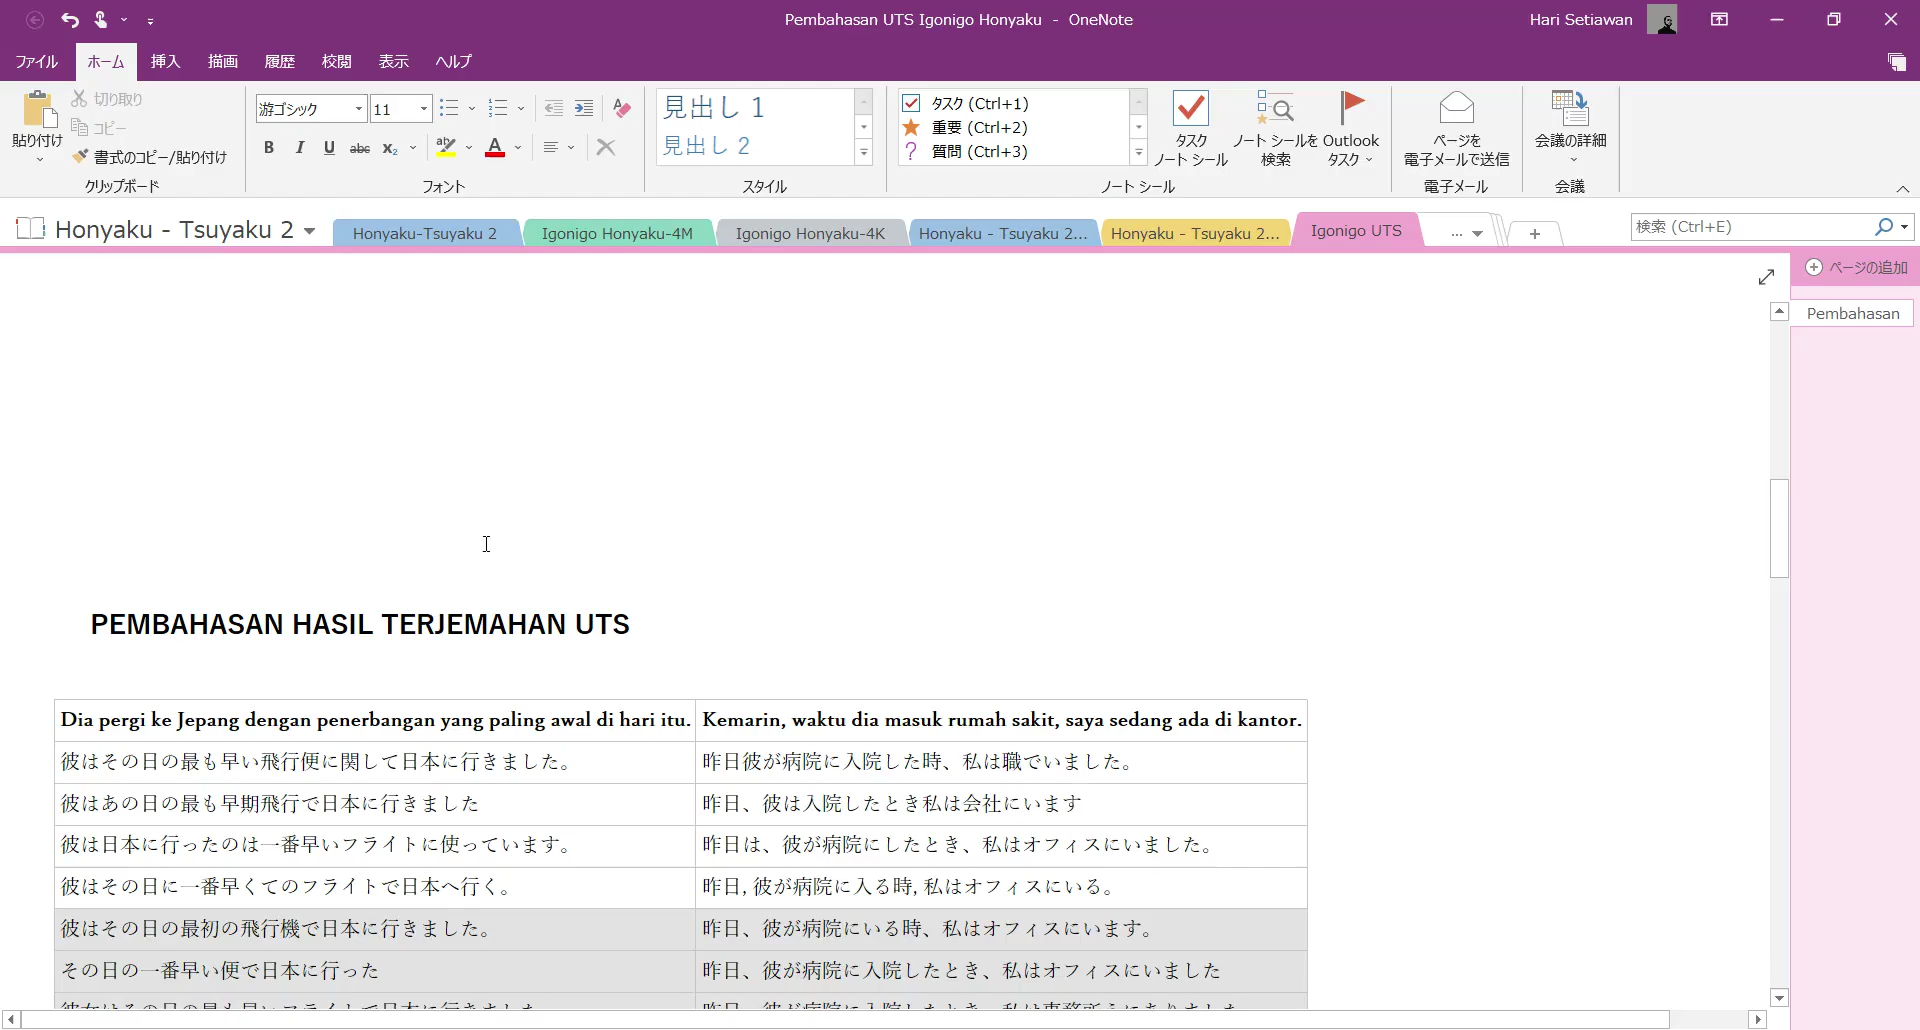 Pembahasan UTS Igonigo Honyaku - OneNote
Hari Setiawan
ファイル ホーム 挿入 描画 履歴 校閲 表示 ヘルプ
貼り付け
切り取り
コピー
書式のコピー/貼り付け
クリップボード
游ゴシック 11
B I U abc x₂ ab A
フォント
見出し 1
見出し 2
スタイル
タスク (Ctrl+1)
重要 (Ctrl+2)
質問 (Ctrl+3)
タスク
ノート シール
ノート シールを
検索
Outlook
タスク
ノート シール
ページを
電子メールで送信
電子メール
会議の詳細
会議
Honyaku - Tsuyaku 2
Honyaku-Tsuyaku 2
Igonigo Honyaku-4M
Igonigo Honyaku-4K
Honyaku - Tsuyaku 2...
Honyaku - Tsuyaku 2...
Igonigo UTS
...
検索 (Ctrl+E)
ページの追加
Pembahasan
PEMBAHASAN HASIL TERJEMAHAN UTS
Dia pergi ke Jepang dengan penerbangan yang paling awal di hari itu. Kemarin, waktu dia masuk rumah sakit, saya sedang ada di kantor.
彼はその日の最も早い飛行便に関して日本に行きました。 昨日彼が病院に入院した時、私は職でいました。
彼はあの日の最も早期飛行で日本に行きました 昨日、彼は入院したとき私は会社にいます
彼は日本に行ったのは一番早いフライトに使っています。 昨日は、彼が病院にしたとき、私はオフィスにいました。
彼はその日に一番早くてのフライトで日本へ行く。 昨日, 彼が病院に入る時, 私はオフィスにいる。
彼はその日の最初の飛行機で日本に行きました。 昨日、彼が病院にいる時、私はオフィスにいます。
その日の一番早い便で日本に行った 昨日、彼が病院に入院したとき、私はオフィスにいました